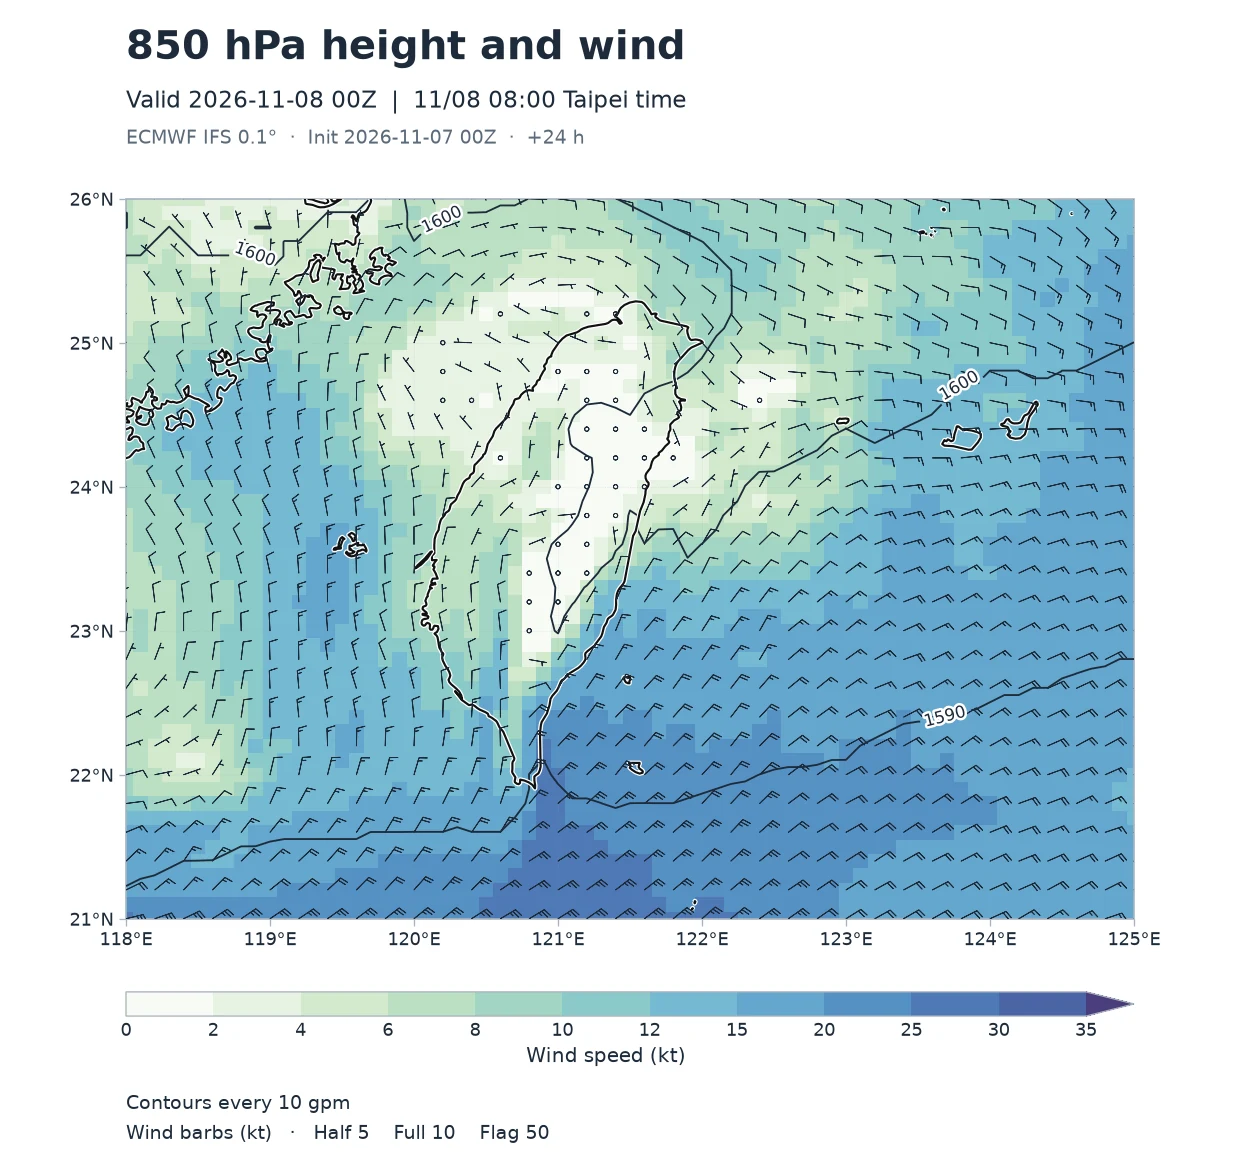 850 hPa height and wind
Valid 2026-11-08 00Z | 11/08 08:00 Taipei time
ECMWF IFS 0.1° · Init 2026-11-07 00Z · +24 h
26°N
1600
1600
25°N
1600
24°N
23°N
1590
22°N
21°N
118°E 119°E 120°E 121°E 122°E 123°E 124°E 125°E
0 2 4 6 8 10 12 15 20 25 30 35
Wind speed (kt)
Contours every 10 gpm
Wind barbs (kt) · Half 5 Full 10 Flag 50